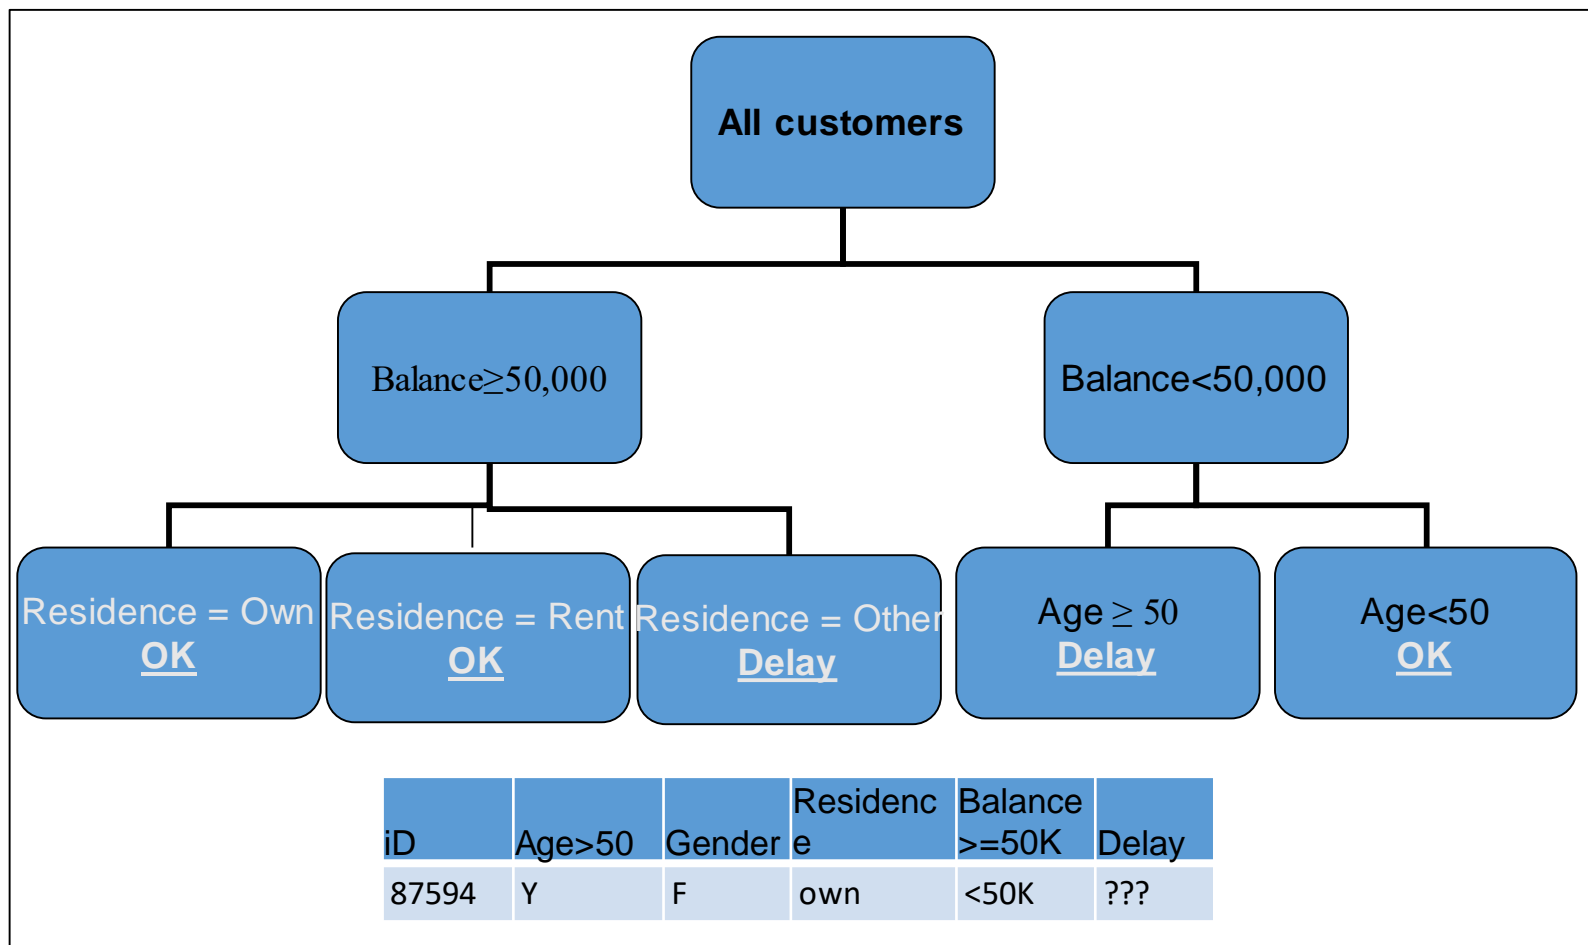 All customers
Balance≥50,000
Balance<50,000
Residence = Own
OK
Residence = Rent
OK
Residence = Other
Delay
Age ≥ 50
Delay
Age<50
OK
iD Age>50 Gender Residenc
e Balance
>=50K Delay
87594 Y F own <50K ???